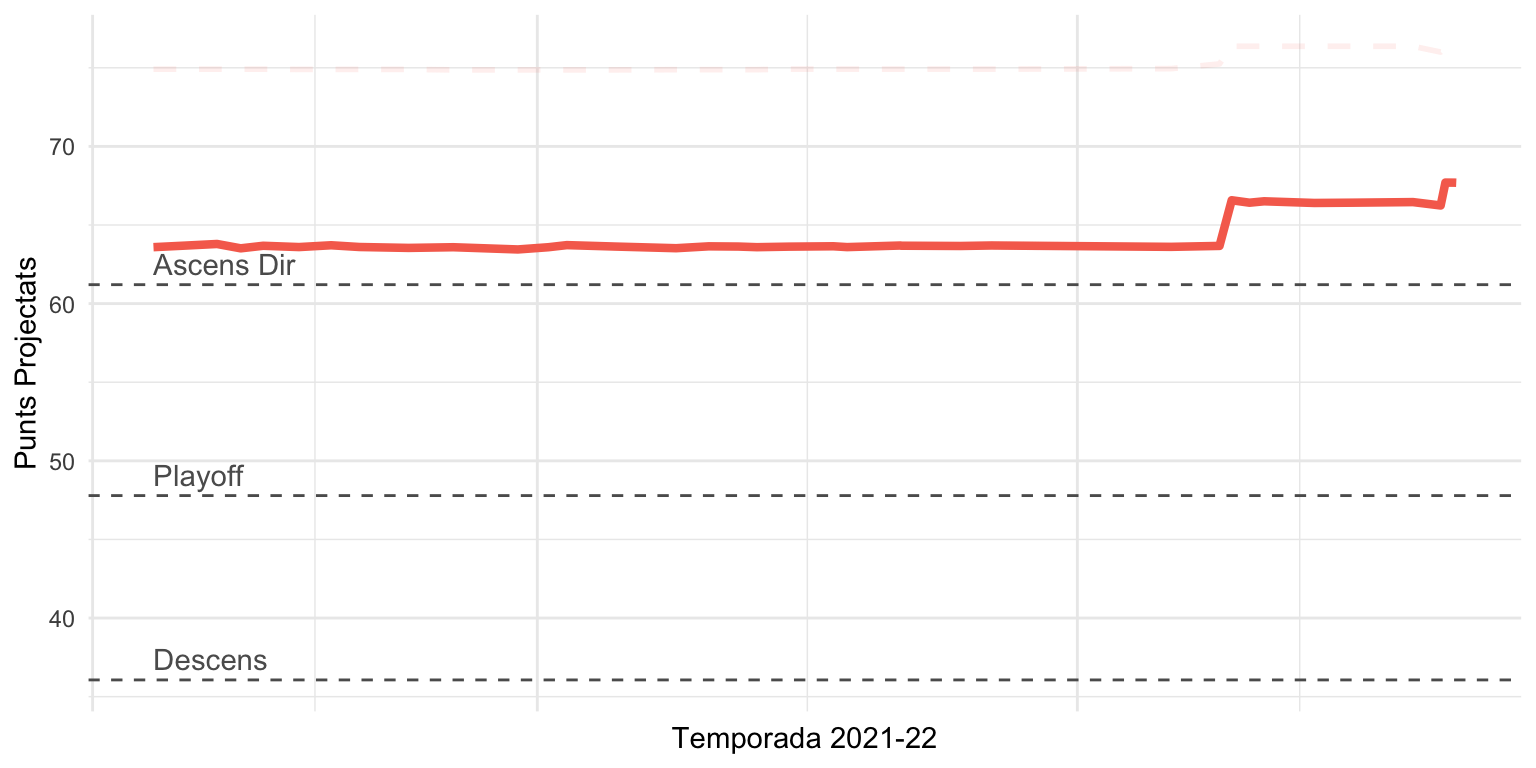 70
60
50
40
Punts Projectats
Ascens Dir
Playoff
Descens
Temporada 2021-22